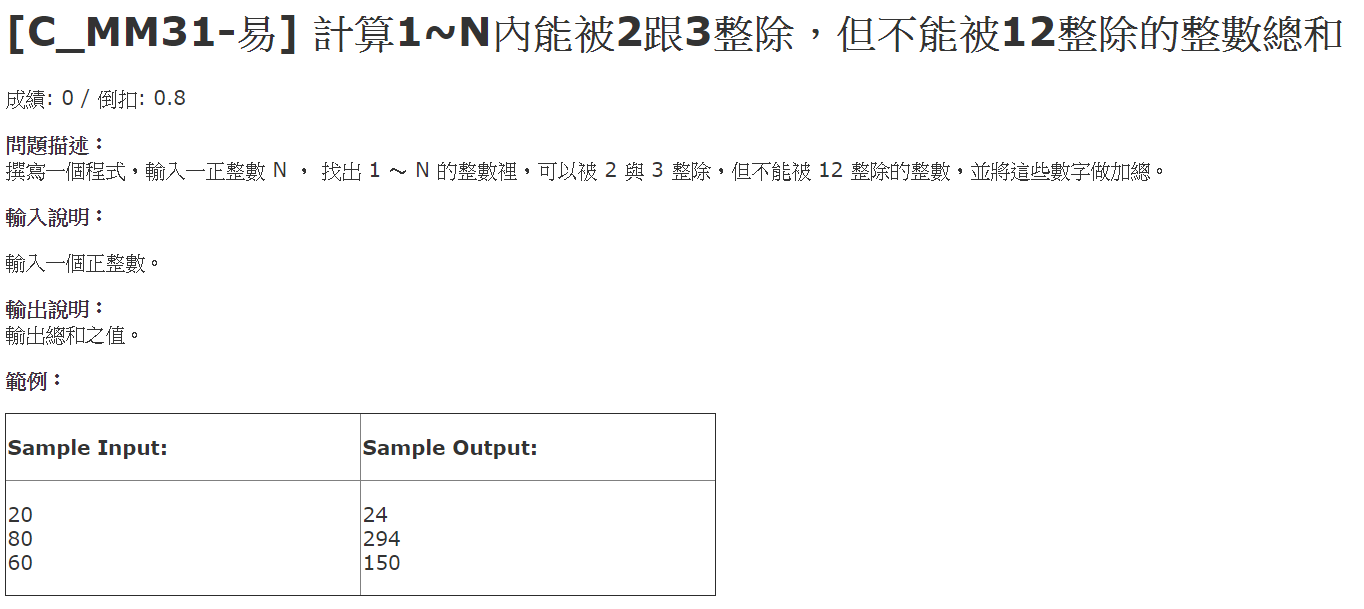 [C_MM31-易] 計算1~N內能被2跟3整除，但不能被12整除的整數總和
成績: 0 / 倒扣: 0.8
問題描述：
撰寫一個程式，輸入一正整數 N ， 找出 1 ～ N 的整數裡，可以被 2 與 3 整除，但不能被 12 整除的整數，並將這些數字做加總。
輸入說明：
輸入一個正整數。
輸出說明：
輸出總和之值。
範例：
Sample Input:
Sample Output:
20
80
60
24
294
150